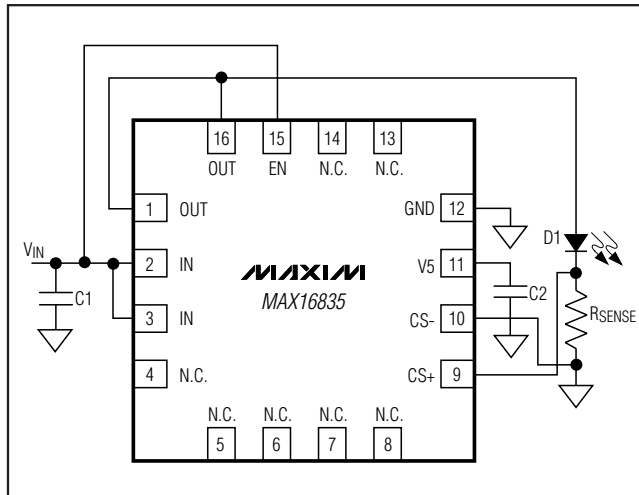 16 15 14 13
OUT EN N.C. N.C.
1 OUT
GND 12
D1
VIN
2 IN
V5 11
C1
MAXIM
MAX16835
C2
RSENSE
3 IN
CS- 10
4 N.C.
CS+ 9
N.C. N.C. N.C. N.C.
5 6 7 8